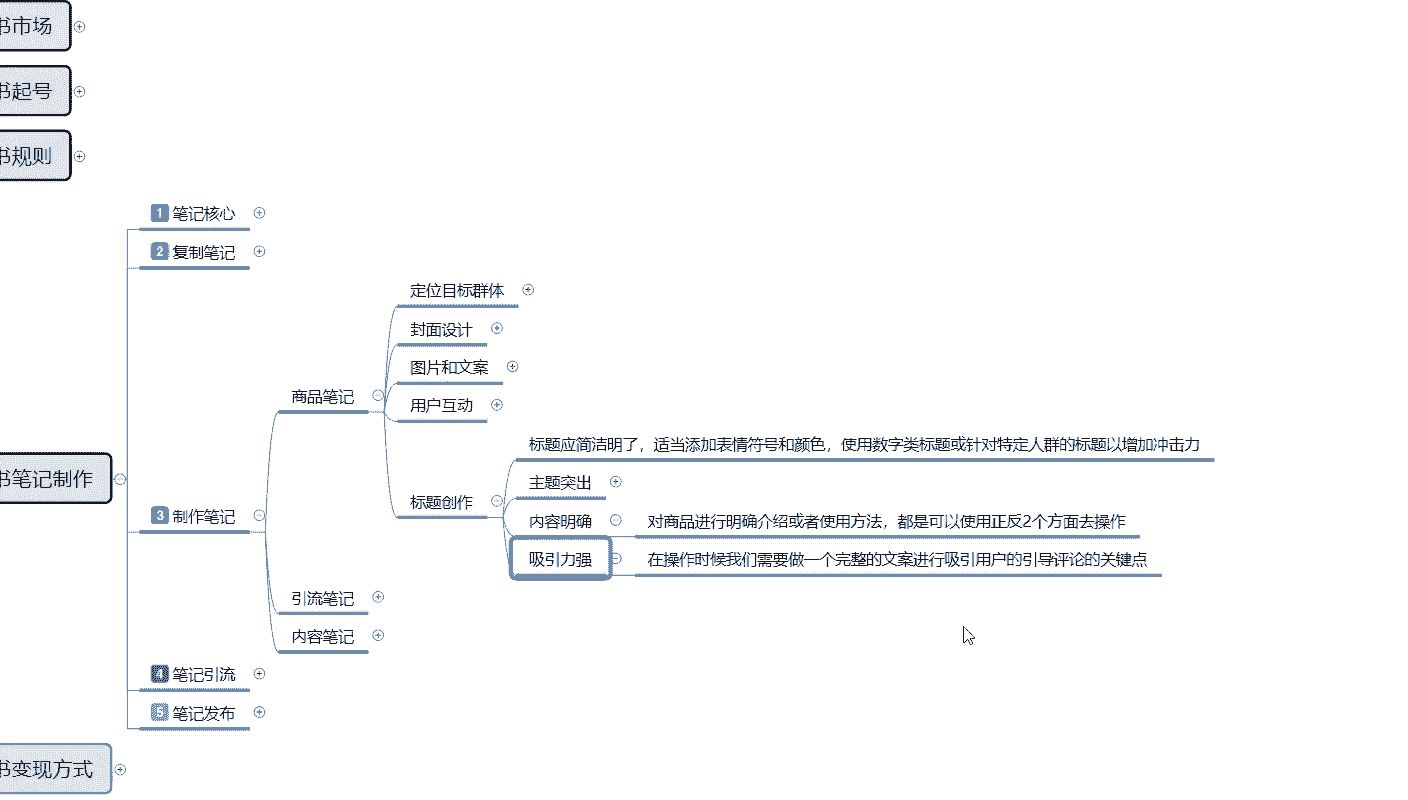 书市场
书起号
书规则
1 笔记核心
2 复制笔记
定位目标群体
封面设计
图片和文案
商品笔记
用户互动
标题应简洁明了，适当添加表情符号和颜色，使用数字类标题或针对特定人群的标题以增加冲击力
书笔记制作
主题突出
标题创作
3 制作笔记
内容明确
对商品进行明确介绍或者使用方法，都是可以使用正反2个方面去操作
吸引力强
在操作时候我们需要做一个完整的文案进行吸引用户的引导评论的关键点
引流笔记
内容笔记
4 笔记引流
5 笔记发布
书变现方式